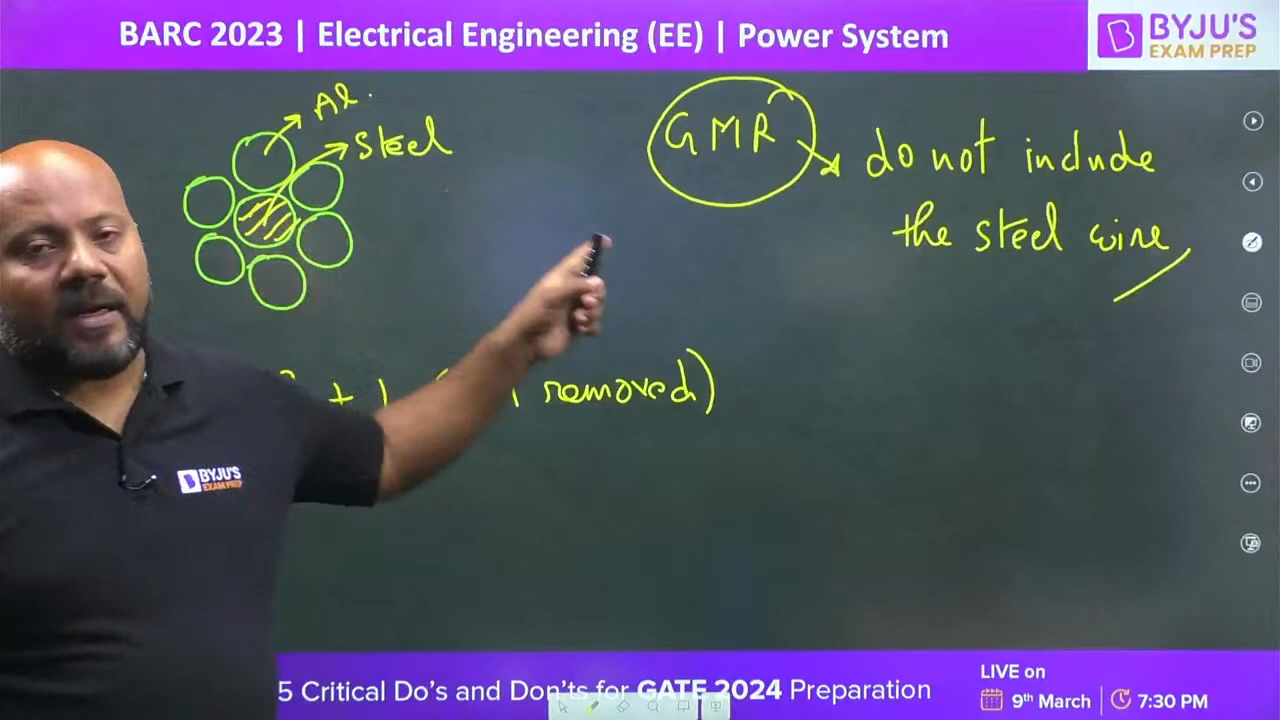 BARC 2023 | Electrical Engineering (EE) | Power System
BYJU'S
EXAM PREP
Al.
Steel
GMR
do not include
the steel wire
+ 1
removed)
BYJU'S
EXAM PREP
5 Critical Do's and Don'ts for GATE 2024 Preparation
LIVE on
9th March
7:30 PM